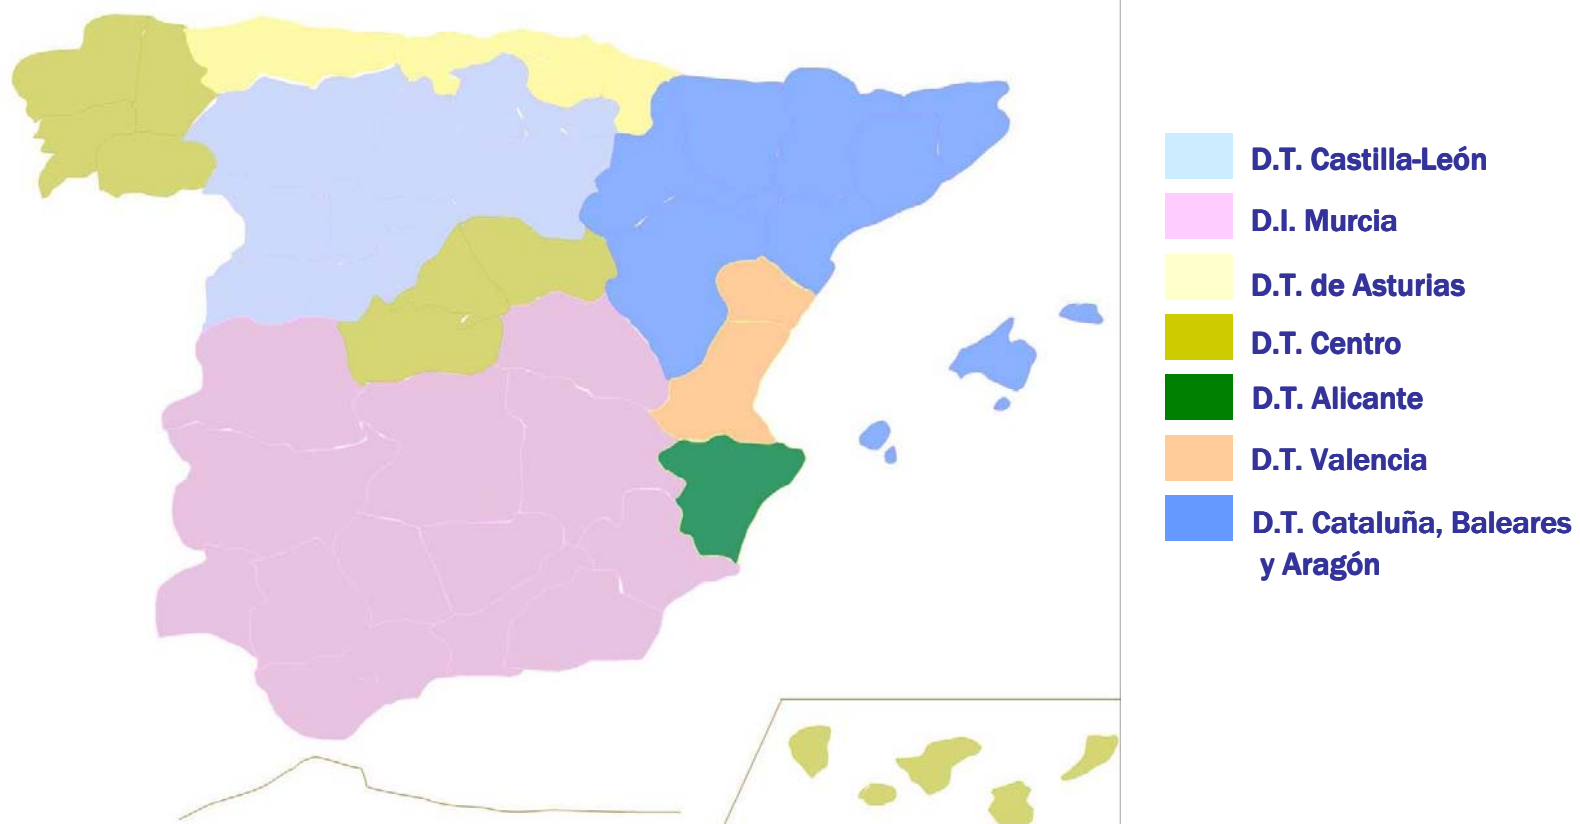 D.T. Castilla-León
D.I. Murcia
D.T. de Asturias
D.T. Centro
D.T. Alicante
D.T. Valencia
D.T. Cataluña, Baleares
y Aragón